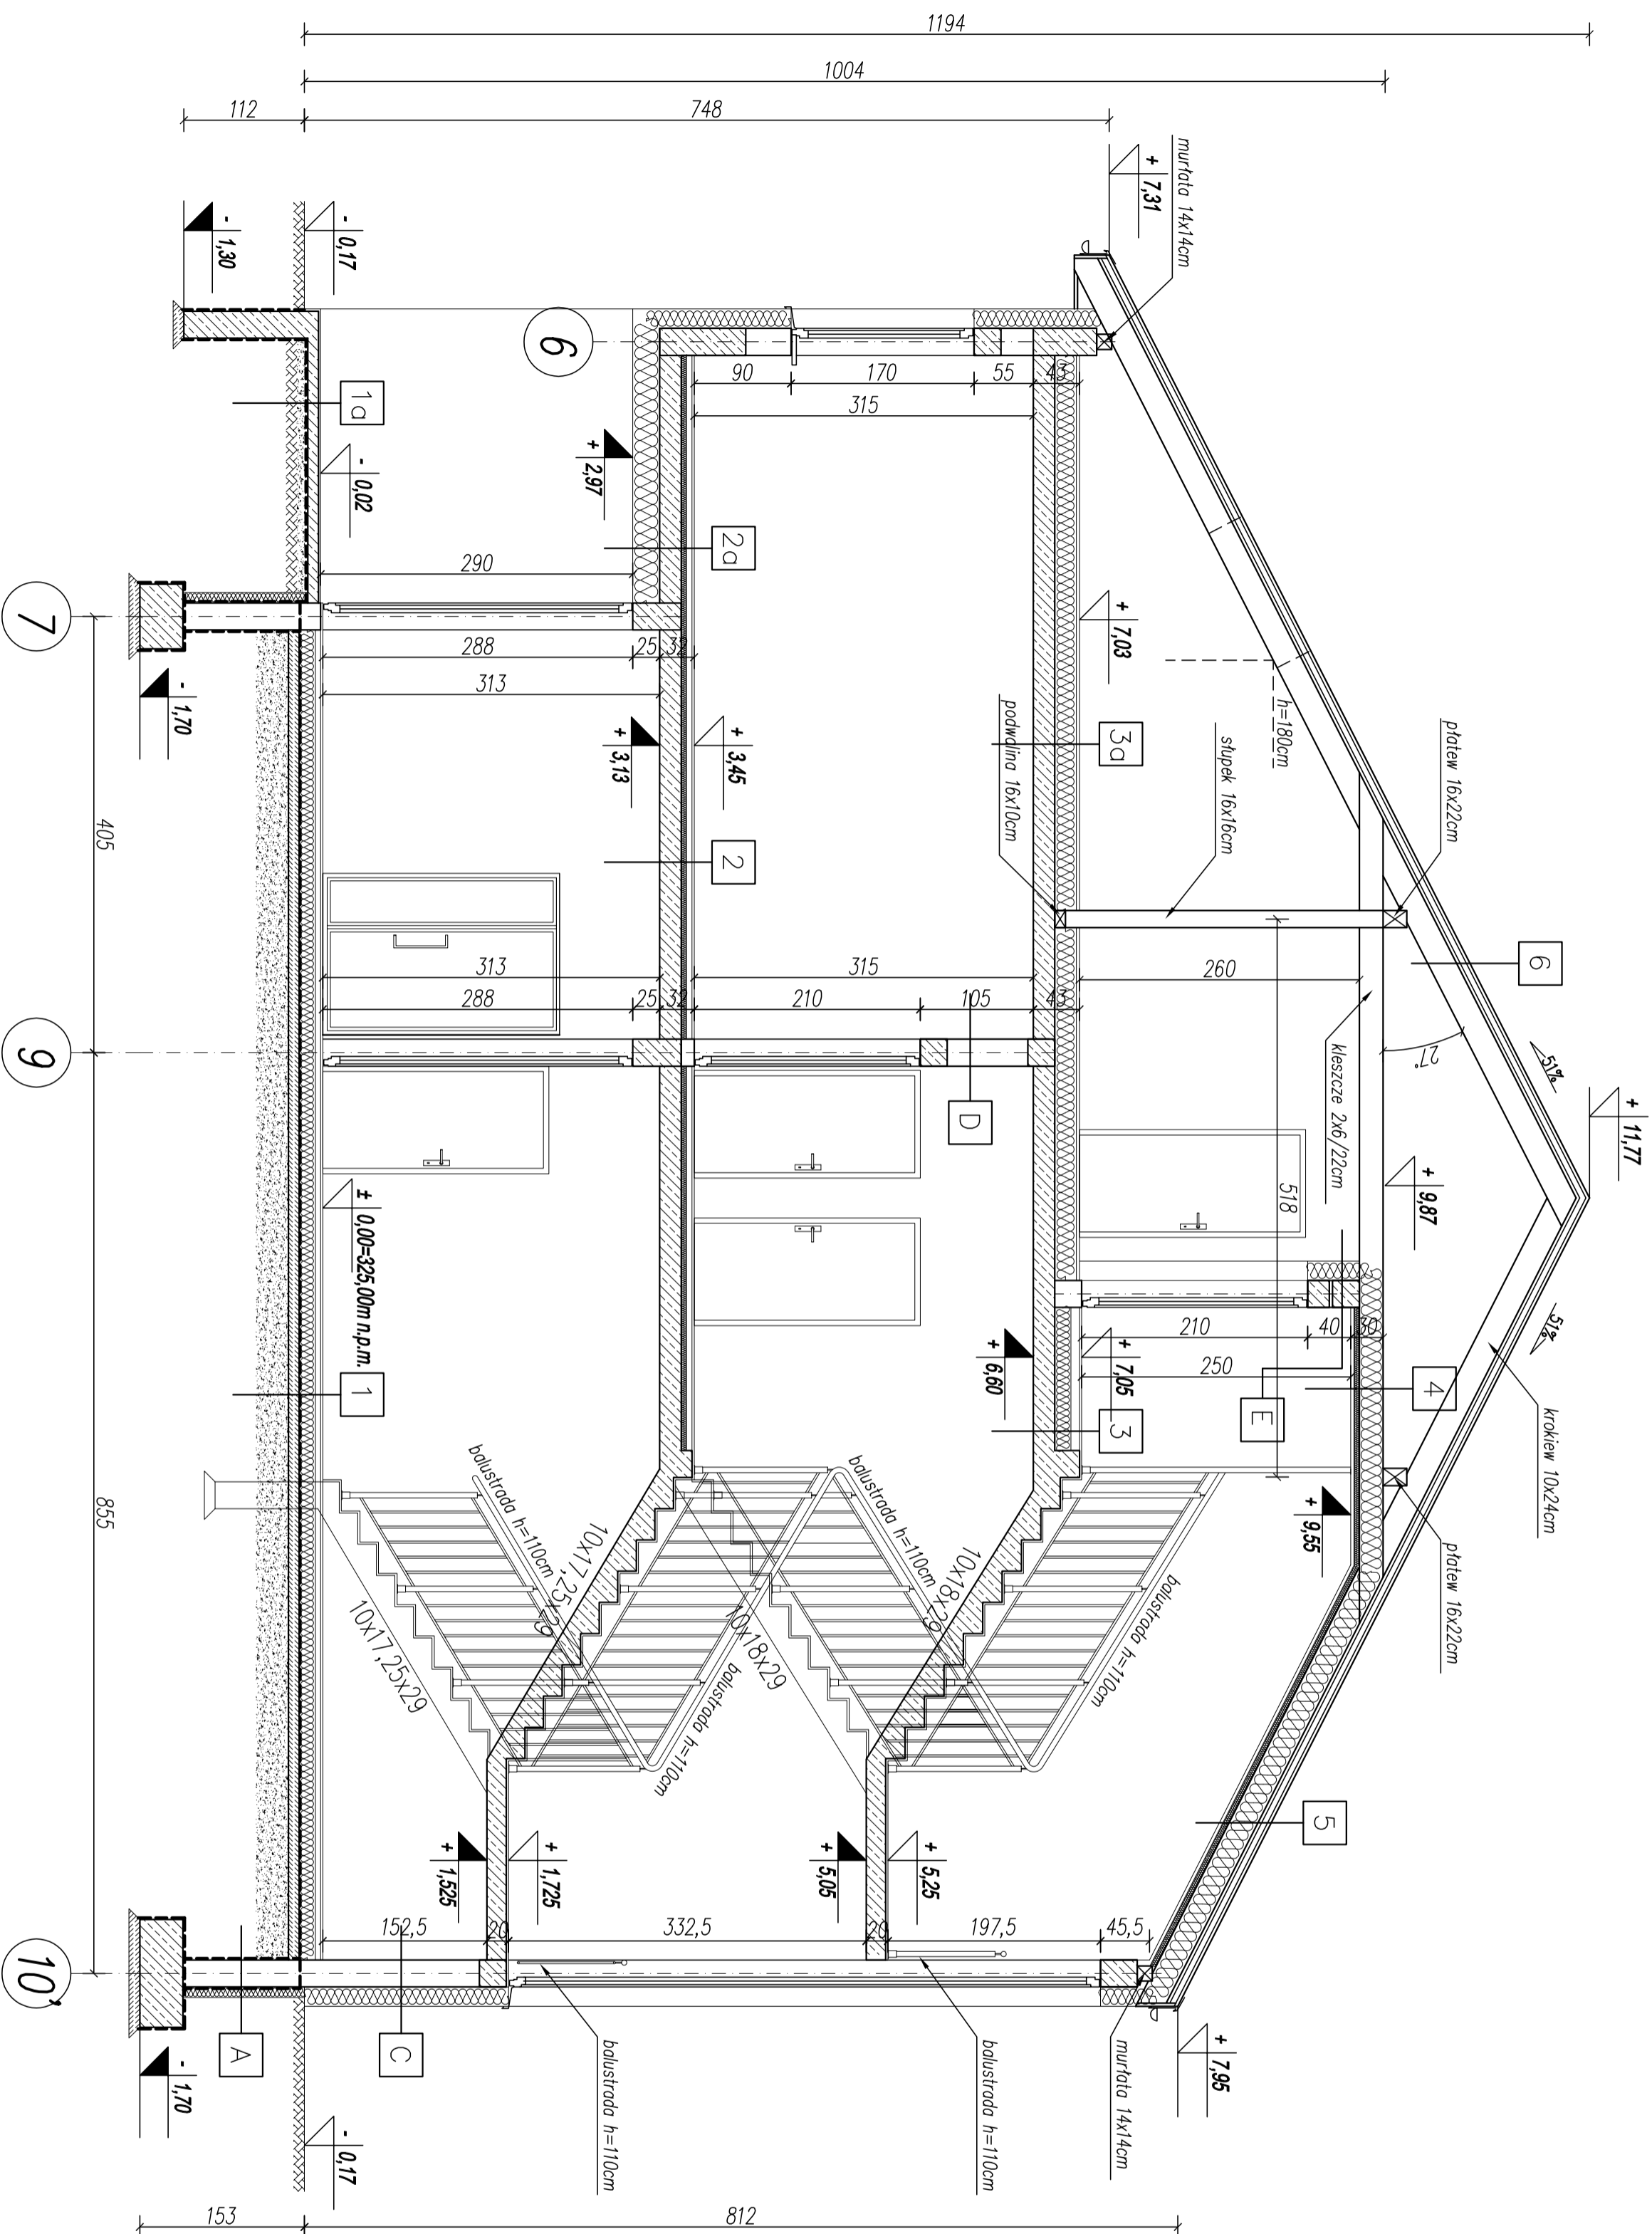 1194
1004
748
112
+ 7,31
murłata 14x14cm
- 0,17
- 1,30
6
1a
- 0,02
+ 2,97
90
170
55
43
315
2a
290
7
- 1,70
288
25
32
313
+ 3,13
+ 3,45
+ 7,03
3a
h=180cm
podwalina 16x10cm
słupek 16x16cm
płatew 16x22cm
2
6
405
313
315
260
288
25
32
210
105
43
9
D
kleszcze 2x6/22cm
27°
51%
+ 11,77
+ 9,87
518
51%
± 0,00=325,00m n.p.m.
1
210
40
30
250
+ 6,60
+ 7,05
3
E
4
krokiew 10x24cm
+ 9,55
płatew 16x22cm
855
balustrada h=110cm
10x17,25x29
10x17,25x29
balustrada h=110cm
balustrada h=110cm
10x18x29
10x18x29
balustrada h=110cm
5
+ 1,525
+ 1,725
+ 5,05
+ 5,25
152,5
20
332,5
20
197,5
45,5
10'
A
C
- 1,70
- 0,17
balustrada h=110cm
balustrada h=110cm
murłata 14x14cm
+ 7,95
153
812